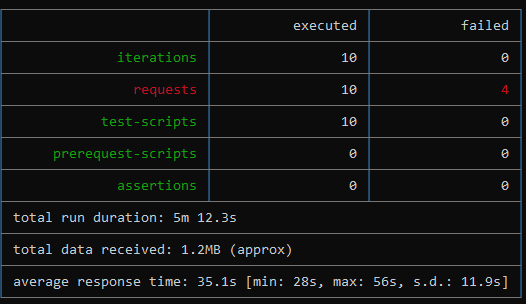 executed failed
iterations 10 0
requests 10 4
test-scripts 10 0
prerequest-scripts 0 0
assertions 0 0
total run duration: 5m 12.3s
total data received: 1.2MB (approx)
average response time: 35.1s [min: 28s, max: 56s, s.d.: 11.9s]